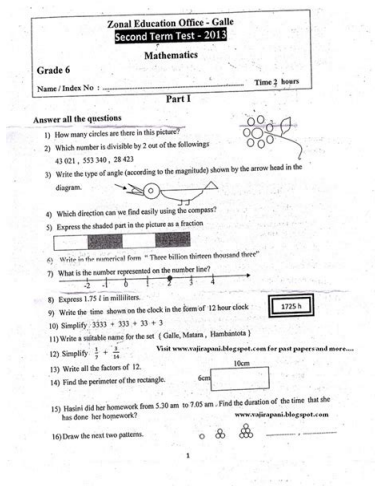 Zonal Education Office - Galle
Second Term Test - 2013
Mathematics
Grade 6
Name / Index No :
Time 2 hours
Part I
Answer all the questions
1) How many circles are there in this picture?
2) Which number is divisible by 2 out of the followings
43 021 , 553 340 , 28 423
3) Write the type of angle (according to the magnitude) shown by the arrow head in the
diagram.
4) Which direction can we find easily using the compass?
5) Express the shaded part in the picture as a fraction
6) Write in the numerical form " Three billion thirteen thousand three"
7) What is the number represented on the number line?
-2 -1 0 1 2 3 4
8) Express 1.75 l in milliliters.
9) Write the time shown on the clock in the form of 12 hour clock
1725 h
10) Simplify 3333 + 333 + 33 + 3
11) Write a suitable name for the set { Galle, Matara , Hambantota }
12) Simplify
Visit www.vajirapani.blogspot.com for past papers and more....
13) Write all the factors of 12.
10cm
14) Find the perimeter of the rectangle.
6cm
15) Hasini did her homework from 5.30 am to 7.05 am . Find the duration of the time that she
has done her homework?
www.vajirapani.blogspot.com
16) Draw the next two patterns.
1